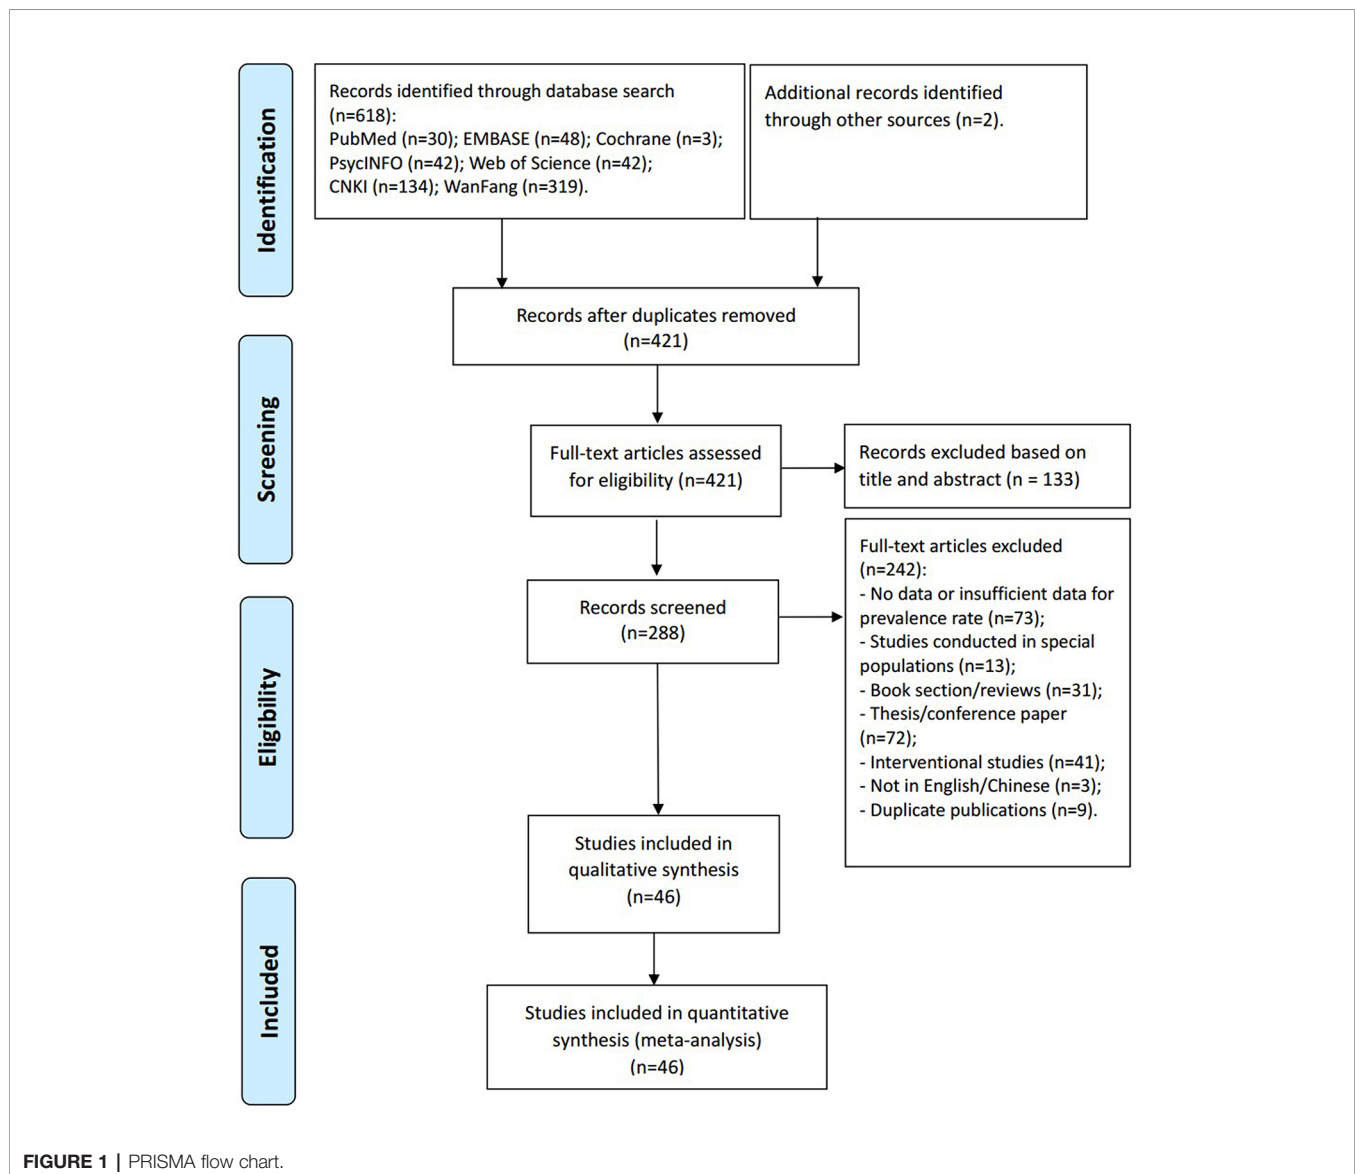 Identification
Records identified through database search
(n=618):
PubMed (n=30); EMBASE (n=48); Cochrane (n=3);
PsycINFO (n=42); Web of Science (n=42);
CNKI (n=134); WanFang (n=319).
Additional records identified
through other sources (n=2).
Records after duplicates removed
(n=421)
Screening
Full-text articles assessed
for eligibility (n=421)
Records excluded based on
title and abstract (n = 133)
Records screened
(n=288)
Full-text articles excluded
(n=242):
- No data or insufficient data for
prevalence rate (n=73);
- Studies conducted in special
populations (n=13);
- Book section/reviews (n=31);
- Thesis/conference paper
(n=72);
- Interventional studies (n=41);
- Not in English/Chinese (n=3);
- Duplicate publications (n=9).
Eligibility
Studies included in
qualitative synthesis
(n=46)
Included
Studies included in quantitative
synthesis (meta-analysis)
(n=46)
FIGURE 1 | PRISMA flow chart.